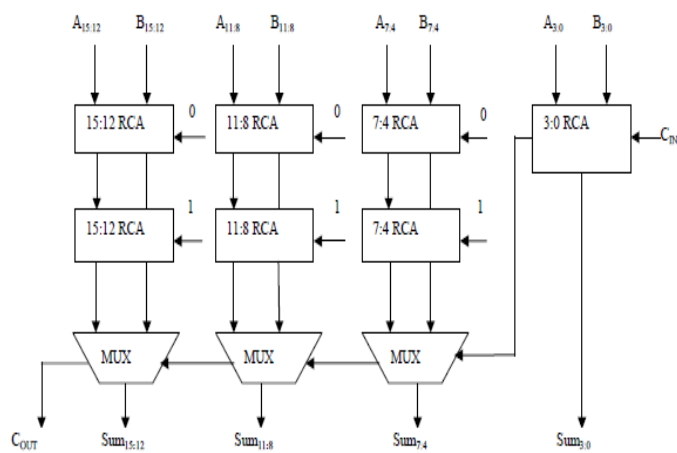 A15:12 B15:12 A11:8 B11:8 A7:4 B7:4 A3:0 B3:0
0 0 0
15:12 RCA 11:8 RCA 7:4 RCA 3:0 RCA
CIN
1 1 1
15:12 RCA 11:8 RCA 7:4 RCA
MUX MUX MUX
COUT Sum15:12 Sum11:8 Sum7:4 Sum3:0